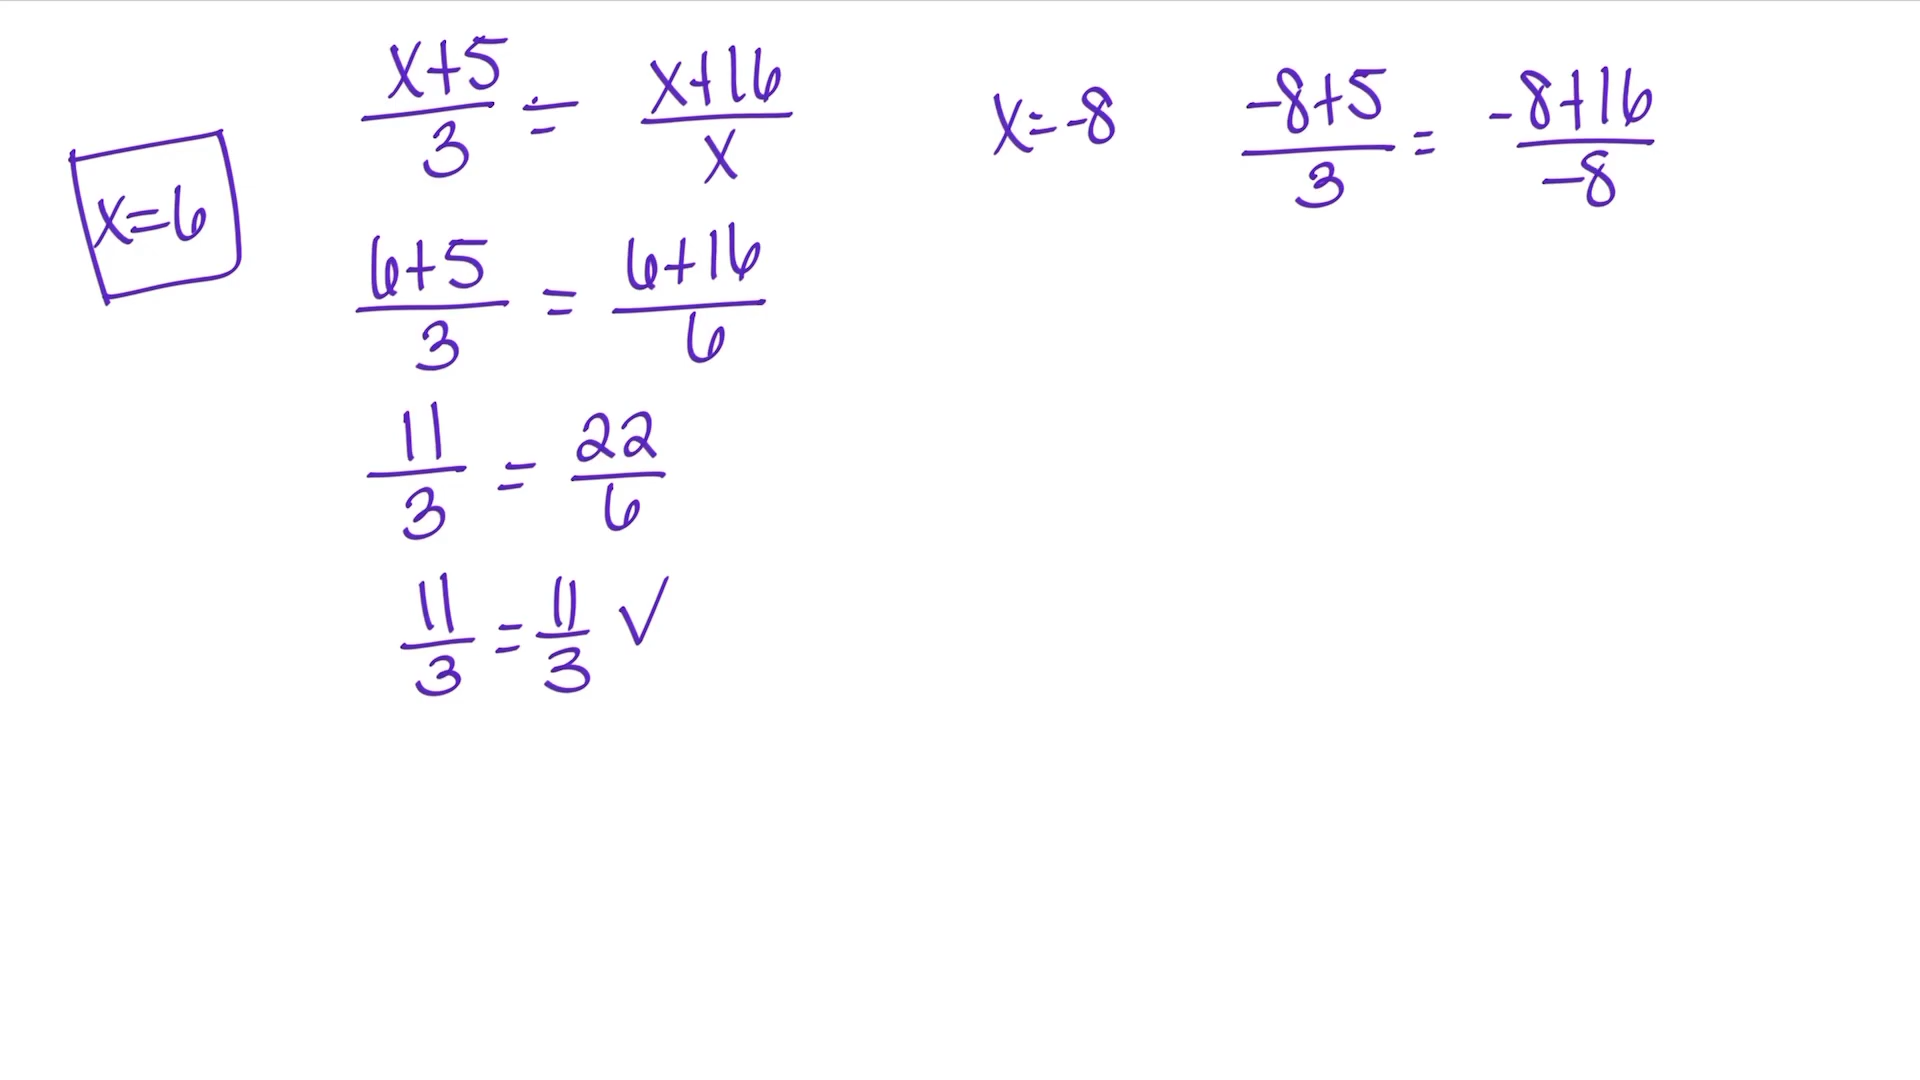 x+5/3 = x+16/x
x=6
6+5/3 = 6+16/6
11/3 = 22/6
11/3 = 11/3 ✓
x=-8
-8+5/3 = -8+16/-8